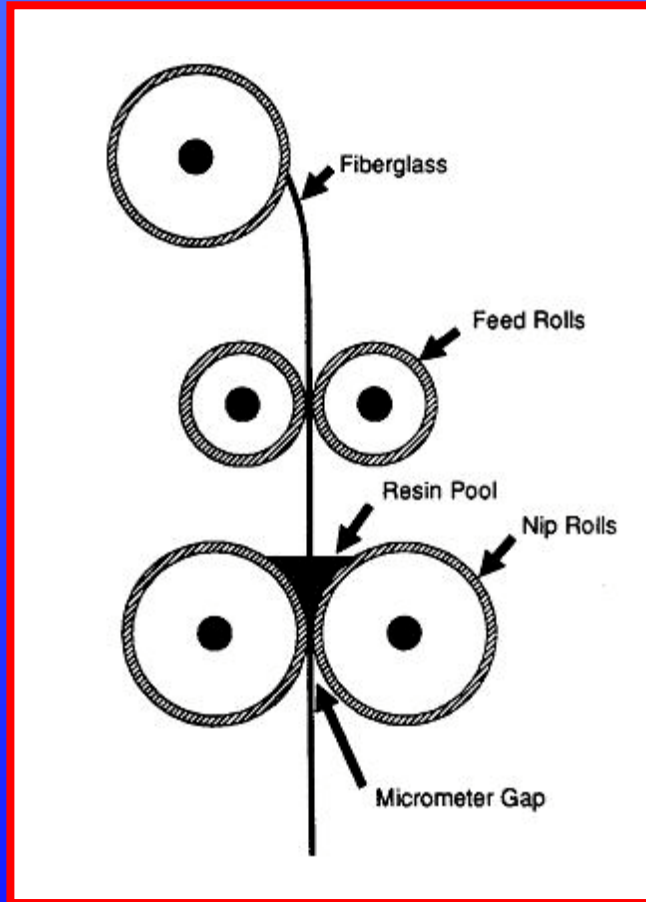 Fiberglass
Feed Rolls
Resin Pool
Nip Rolls
Micrometer Gap